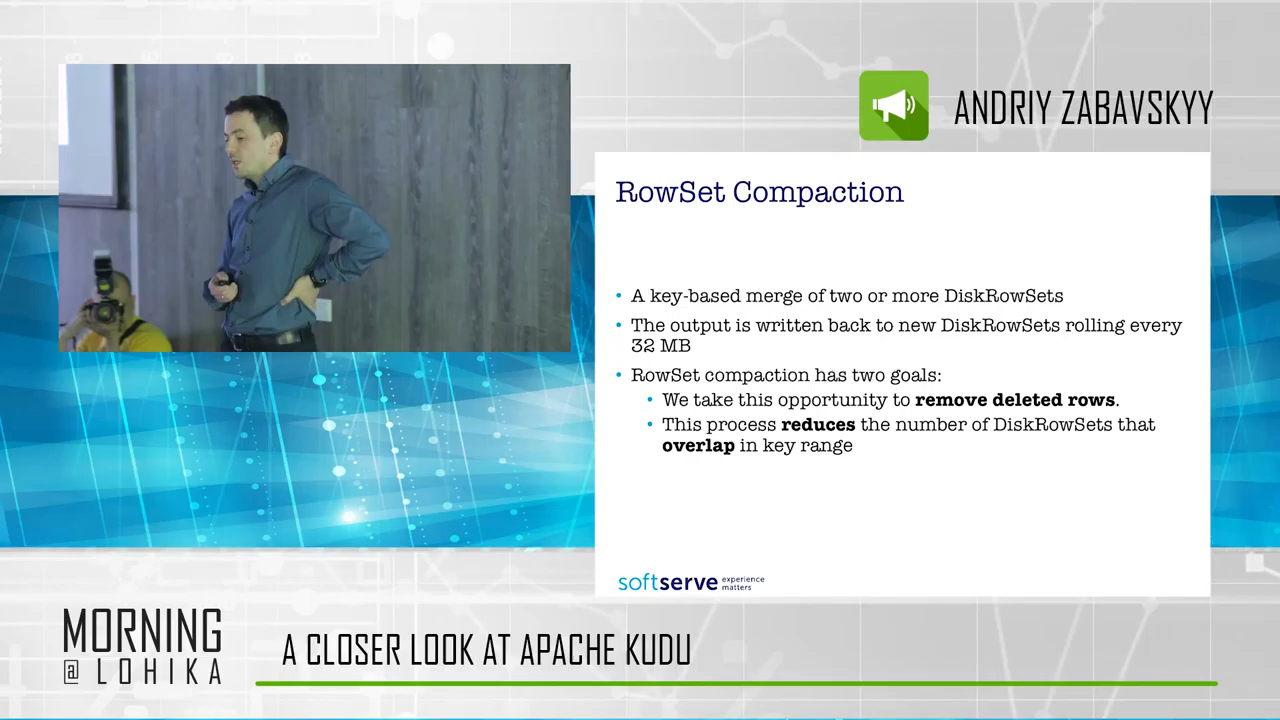 ANDRIY ZABAVSKYY
RowSet Compaction
• A key-based merge of two or more DiskRowSets
• The output is written back to new DiskRowSets rolling every
32 MB
• RowSet compaction has two goals:
• We take this opportunity to remove deleted rows.
• This process reduces the number of DiskRowSets that
overlap in key range
softserve experience
matters
MORNING
@ LOHIKA
A CLOSER LOOK AT APACHE KUDU